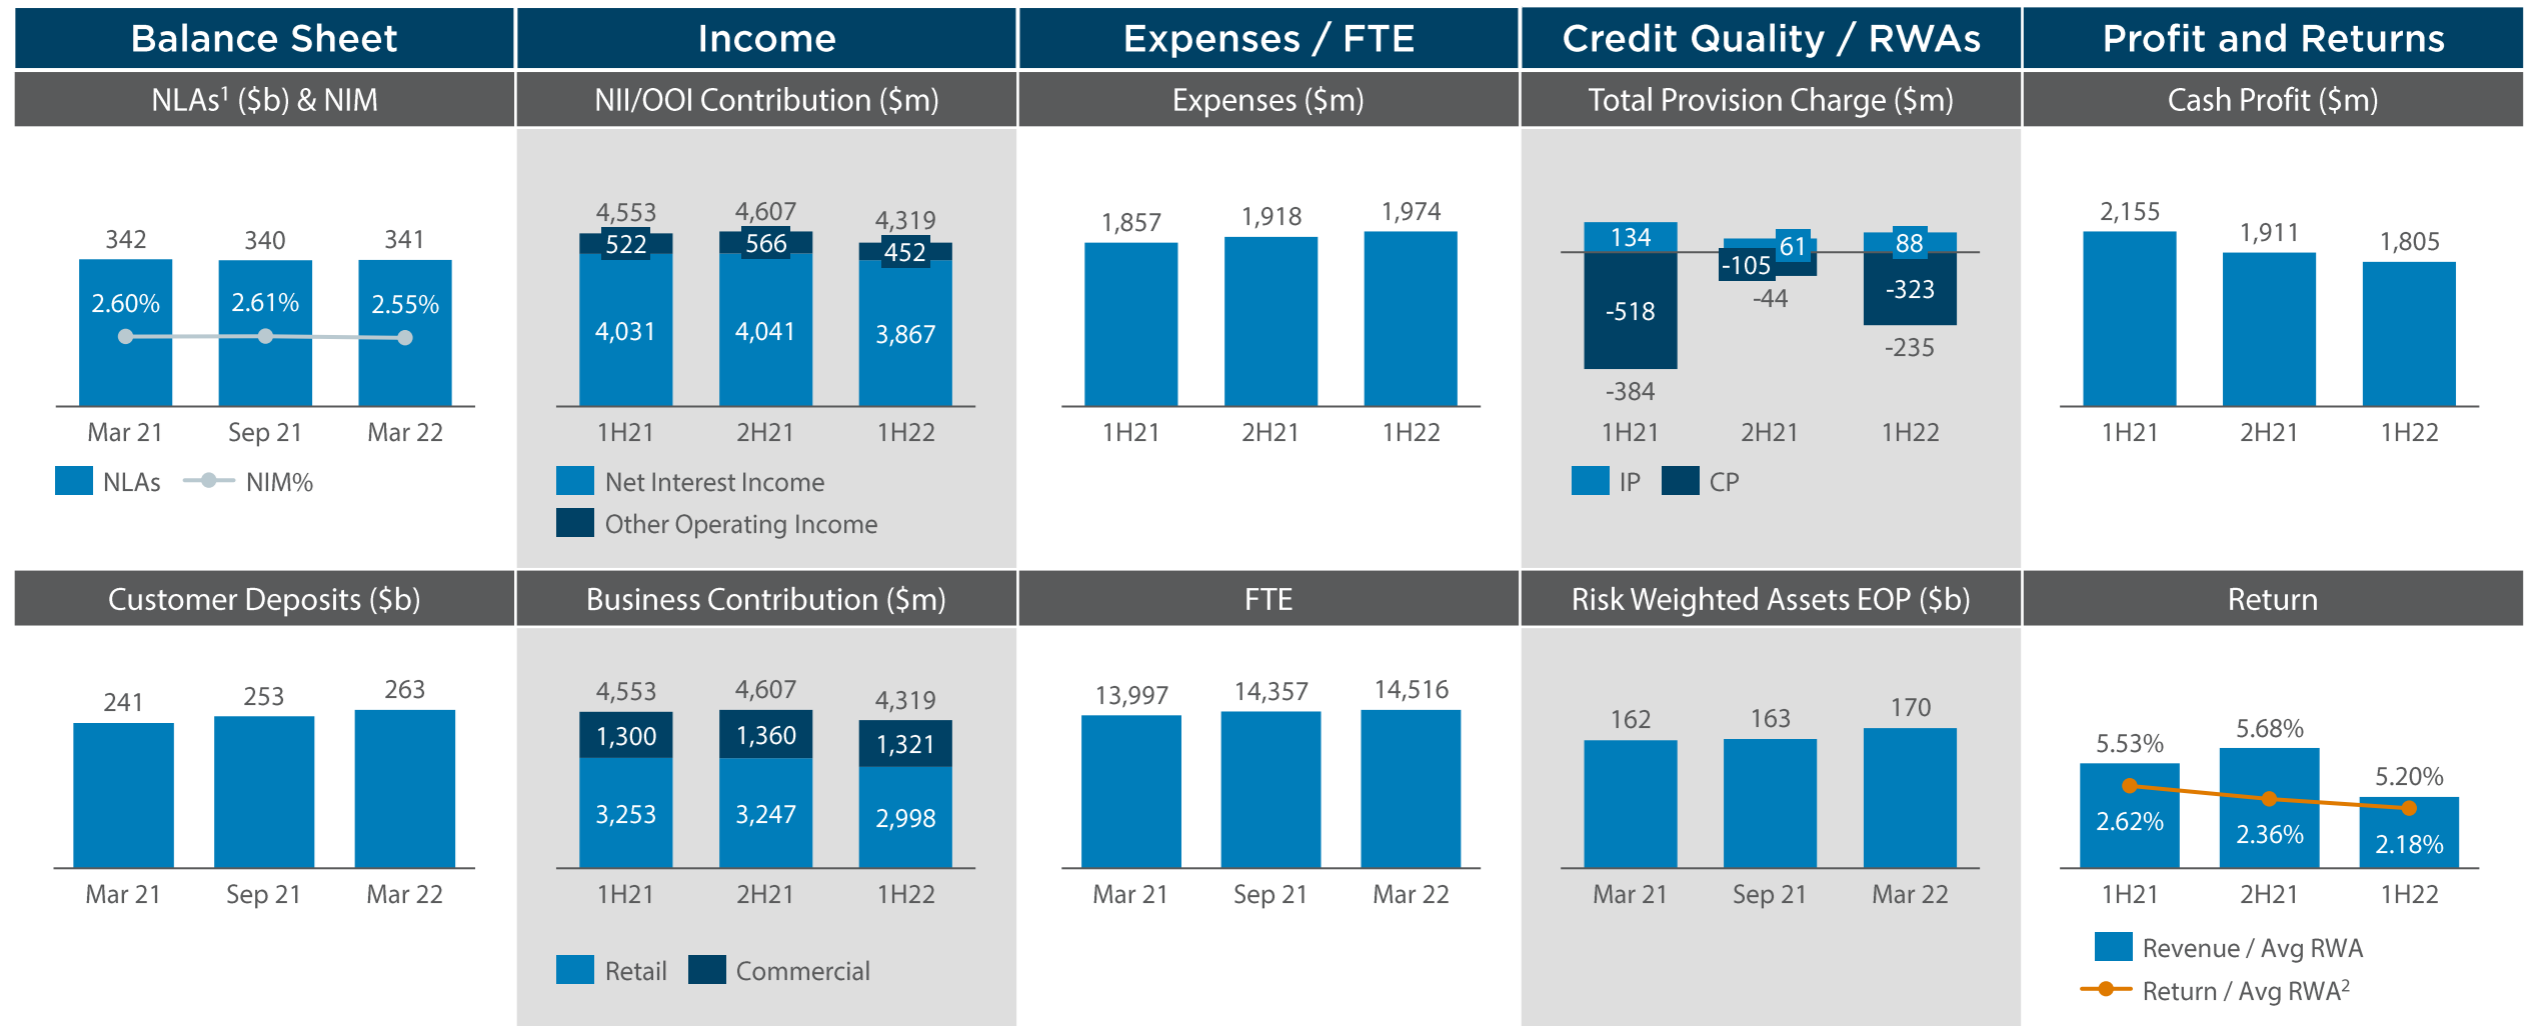 Balance Sheet
Income
Expenses / FTE
Credit Quality / RWAs
Profit and Returns
NLAs¹ ($b) & NIM
NII/OOI Contribution ($m)
Expenses ($m)
Total Provision Charge ($m)
Cash Profit ($m)
342 340 341
2.60% 2.61% 2.55%
Mar 21 Sep 21 Mar 22
NLAs NIM%
4,553 4,607 4,319
522 566 452
4,031 4,041 3,867
1H21 2H21 1H22
Net Interest Income
Other Operating Income
1,857 1,918 1,974
1H21 2H21 1H22
134 61 88
-518 -105 -323
-384 -44 -235
1H21 2H21 1H22
IP CP
2,155 1,911 1,805
1H21 2H21 1H22
Customer Deposits ($b)
Business Contribution ($m)
FTE
Risk Weighted Assets EOP ($b)
Return
241 253 263
Mar 21 Sep 21 Mar 22
4,553 4,607 4,319
1,300 1,360 1,321
3,253 3,247 2,998
1H21 2H21 1H22
Retail Commercial
13,997 14,357 14,516
Mar 21 Sep 21 Mar 22
162 163 170
Mar 21 Sep 21 Mar 22
5.53% 5.68% 5.20%
2.62% 2.36% 2.18%
1H21 2H21 1H22
Revenue / Avg RWA
Return / Avg RWA²